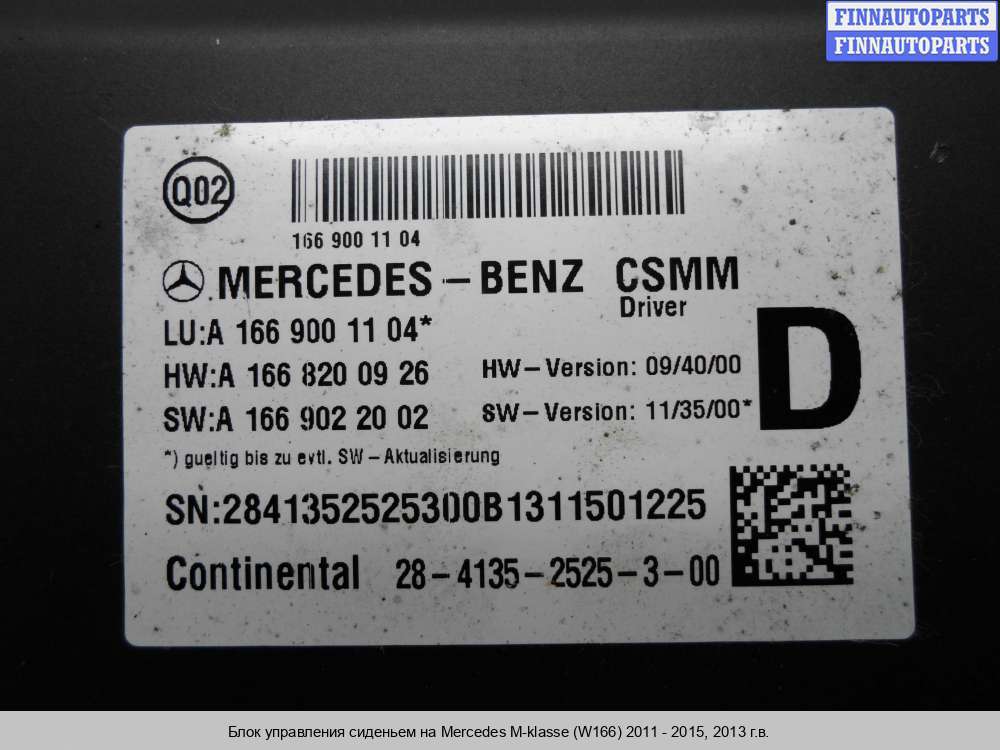 FINNAUTOPARTS
FINNAUTOPARTS
Q02
166 900 11 04
MERCEDES - BENZ CSMM
Driver
LU:A 166 900 11 04*
HW:A 166 820 09 26 HW-Version: 09/40/00
SW:A 166 902 20 02 SW-Version: 11/35/00*
D
*) gueltig bis zu evtl. SW-Aktualisierung
SN:2841352525300B1311501225
Continental 28-4135-2525-3-00
Блок управления сиденьем на Mercedes M-klasse (W166) 2011 - 2015, 2013 г.в.